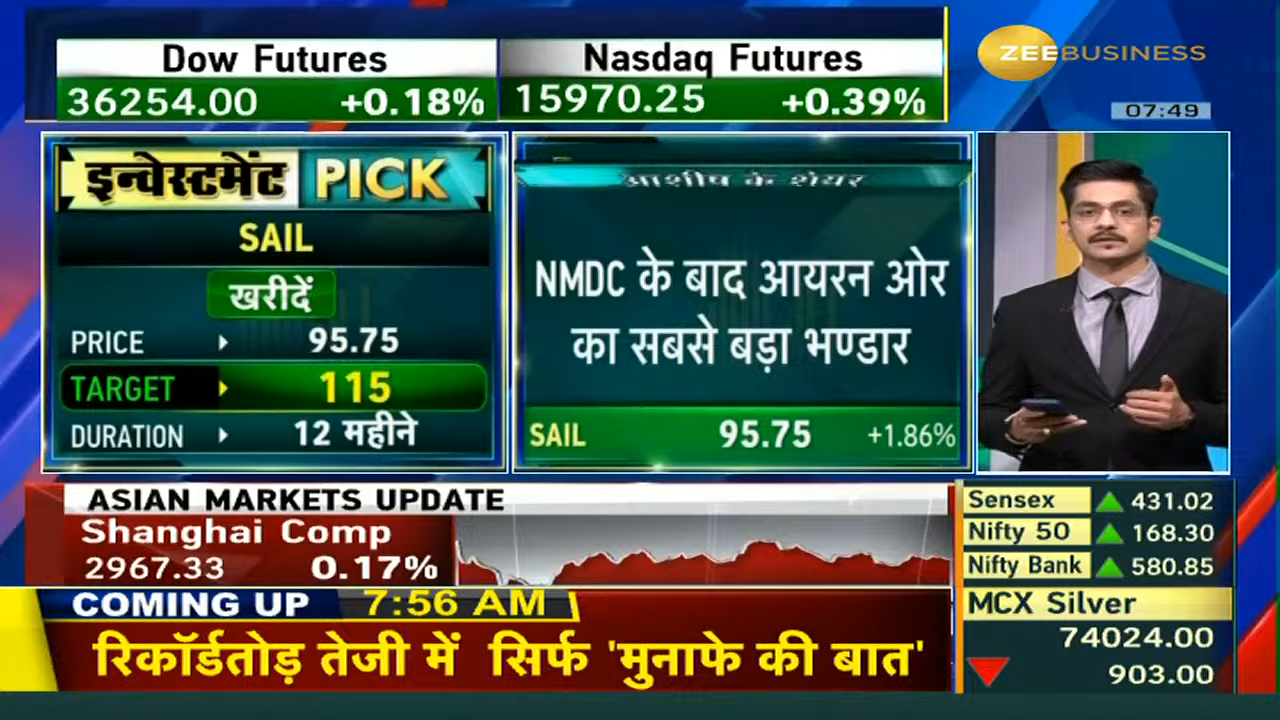 Dow Futures
36254.00 +0.18%
Nasdaq Futures
15970.25 +0.39%
ZEEBUSINESS
07:49
इन्वेस्टमेंट PICK
SAIL
खरीदें
PRICE 95.75
TARGET 115
DURATION 12 महीने
आशीष के शेयर
NMDC के बाद आयरन ओर
का सबसे बड़ा भण्डार
SAIL 95.75 +1.86%
ASIAN MARKETS UPDATE
Shanghai Comp
2967.33 0.17%
Sensex 431.02
Nifty 50 168.30
Nifty Bank 580.85
MCX Silver
74024.00
903.00
COMING UP 7:56 AM
रिकॉर्डतोड़ तेजी में सिर्फ 'मुनाफे की बात'